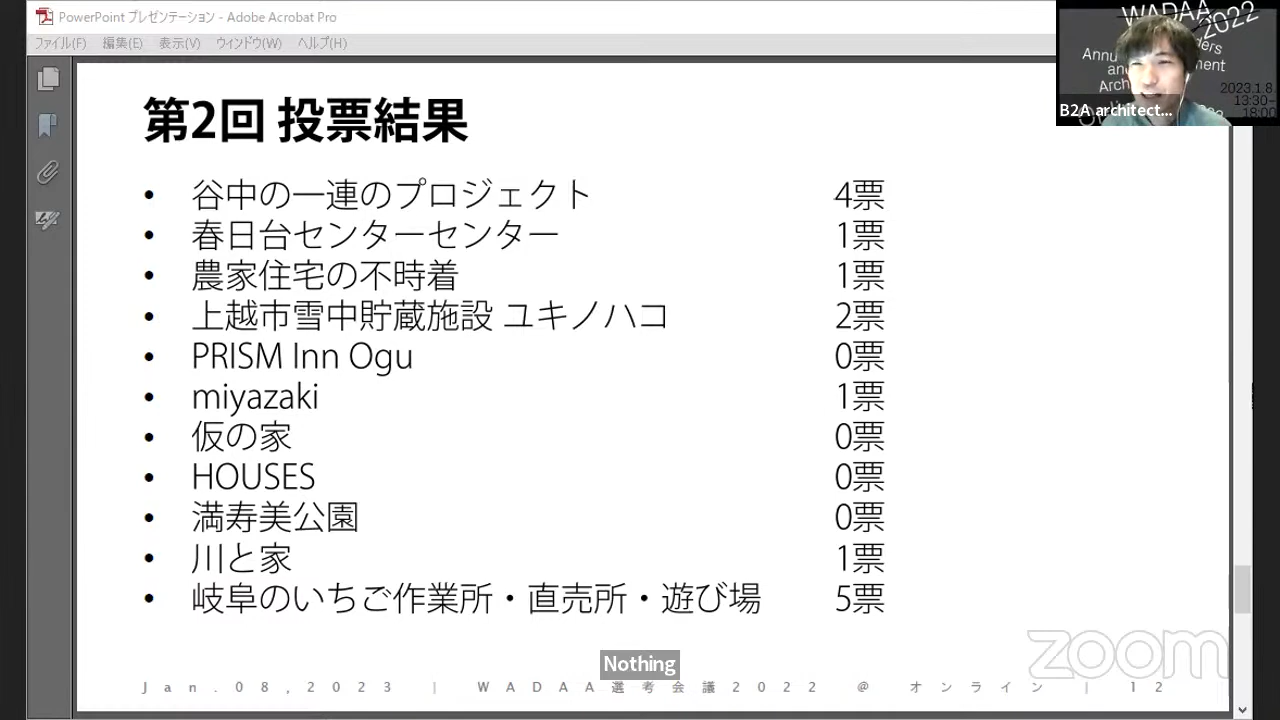 PowerPoint プレゼンテーション - Adobe Acrobat Pro
ファイル(F) 編集(E) 表示(V) ウィンドウ(W) ヘルプ(H)
WADAA
2022
Annu
and
Arch
2023.1.8
13:30–
18:00
B2A architect...
第2回 投票結果
• 谷中の一連のプロジェクト 4票
• 春日台センターセンター 1票
• 農家住宅の不時着 1票
• 上越市雪中貯蔵施設 ユキノハコ 2票
• PRISM Inn Ogu 0票
• miyazaki 1票
• 仮の家 0票
• HOUSES 0票
• 満寿美公園 0票
• 川と家 1票
• 岐阜のいちご作業所・直売所・遊び場 5票
Nothing
zoom
Jan.08,2023 | WADAA選考会議2022 @ オンライン | 12